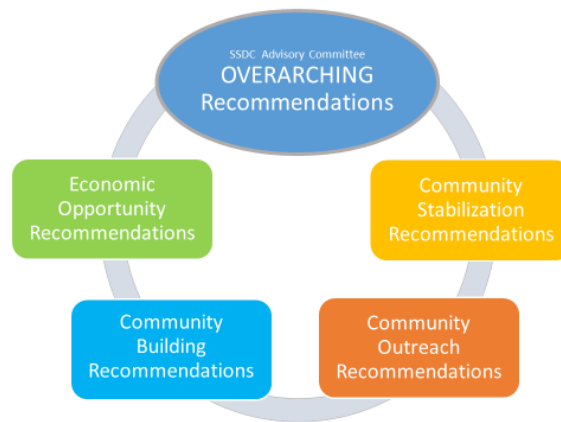 SSDC Advisory Committee
OVERARCHING
Recommendations
Economic
Opportunity
Recommendations
Community
Stabilization
Recommendations
Community
Building
Recommendations
Community
Outreach
Recommendations